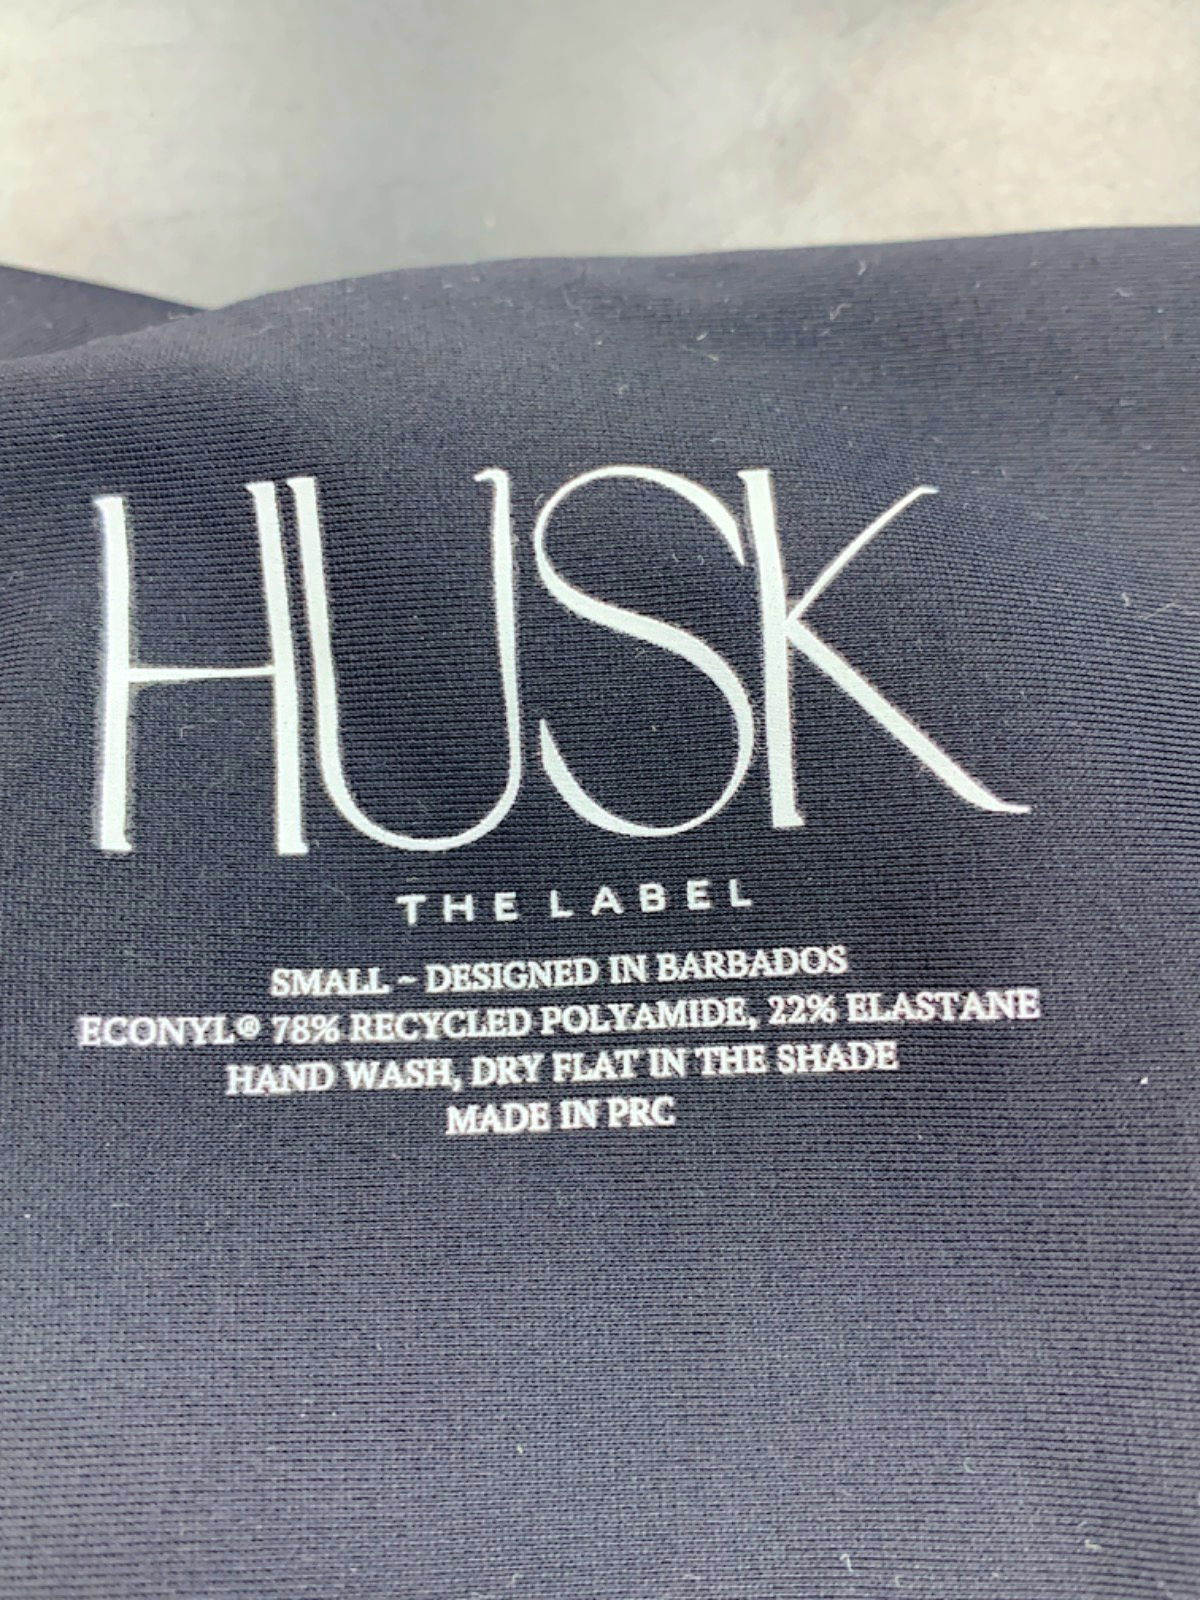 HUSK
THE LABEL
SMALL ~ DESIGNED IN BARBADOS
ECONYL® 78% RECYCLED POLYAMIDE, 22% ELASTANE
HAND WASH, DRY FLAT IN THE SHADE
MADE IN PRC